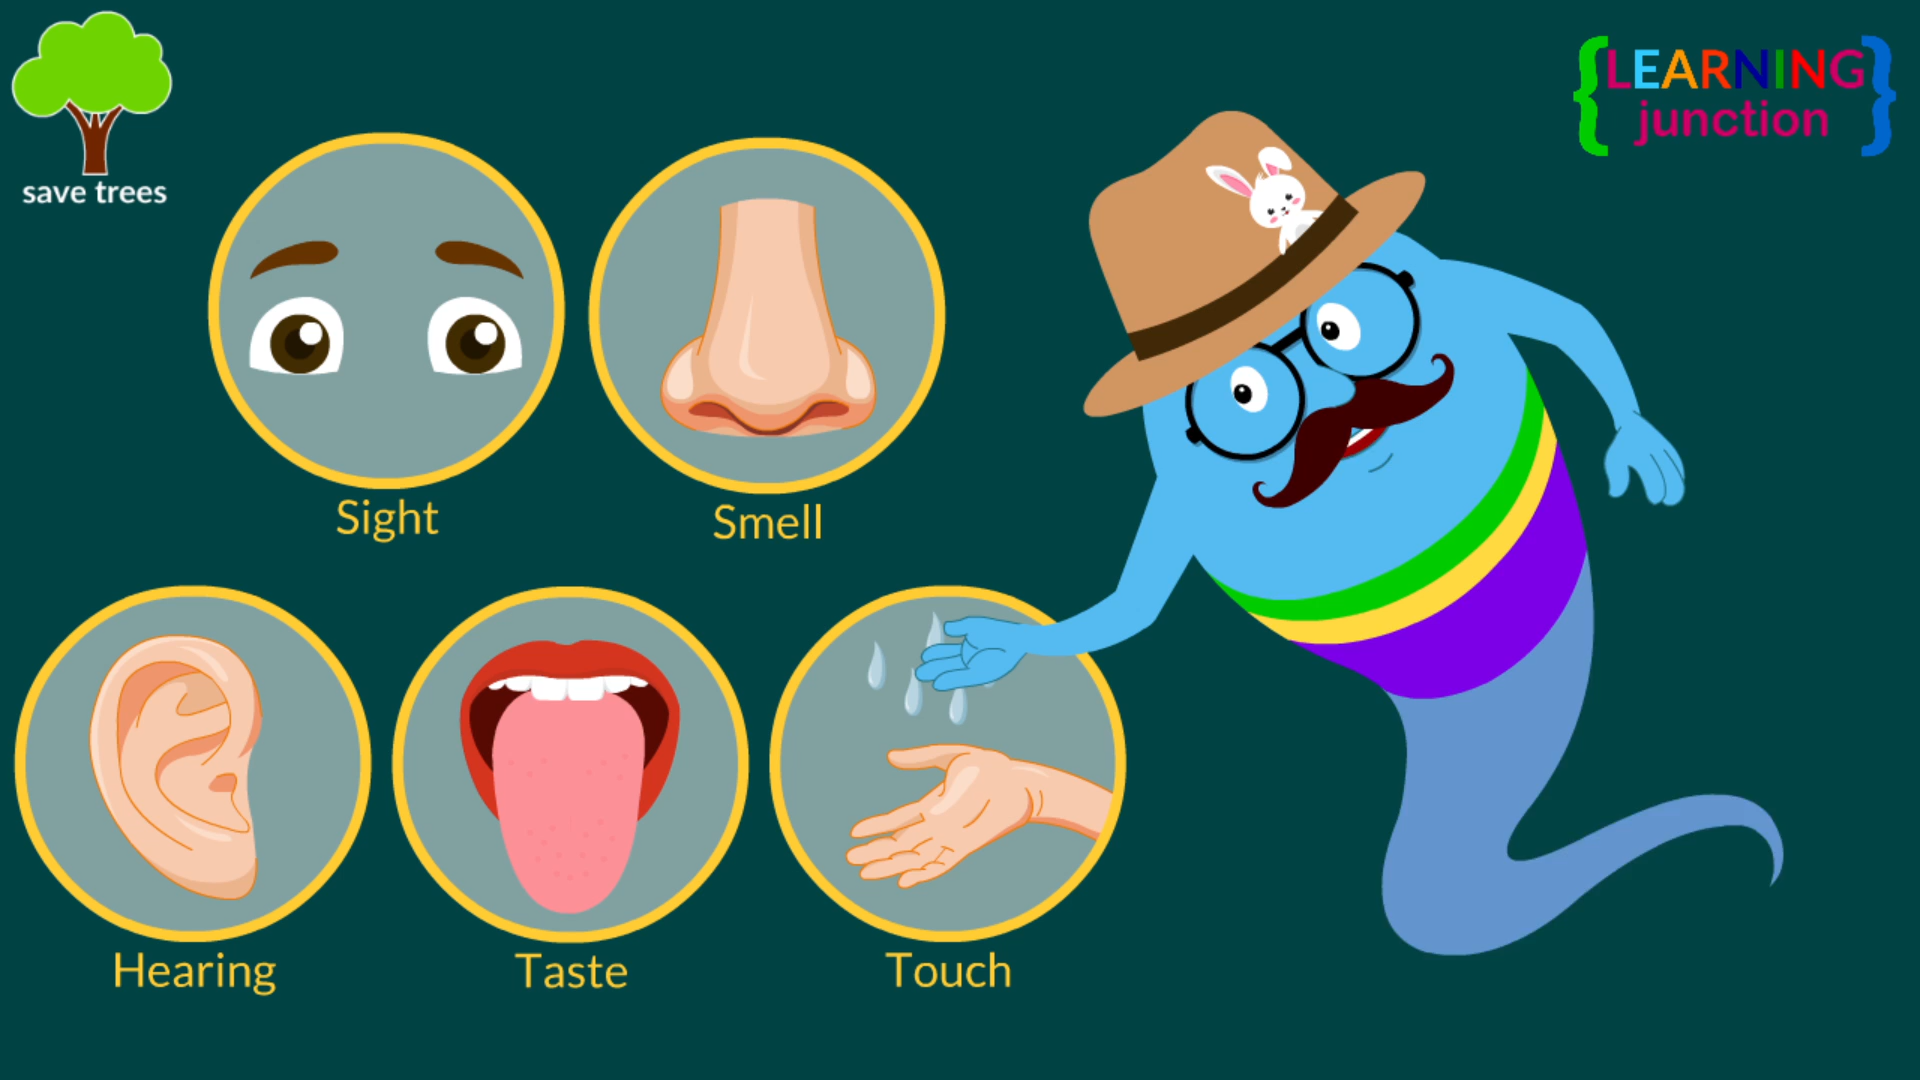 save trees
{LEARNING
junction}
Sight
Smell
Hearing
Taste
Touch